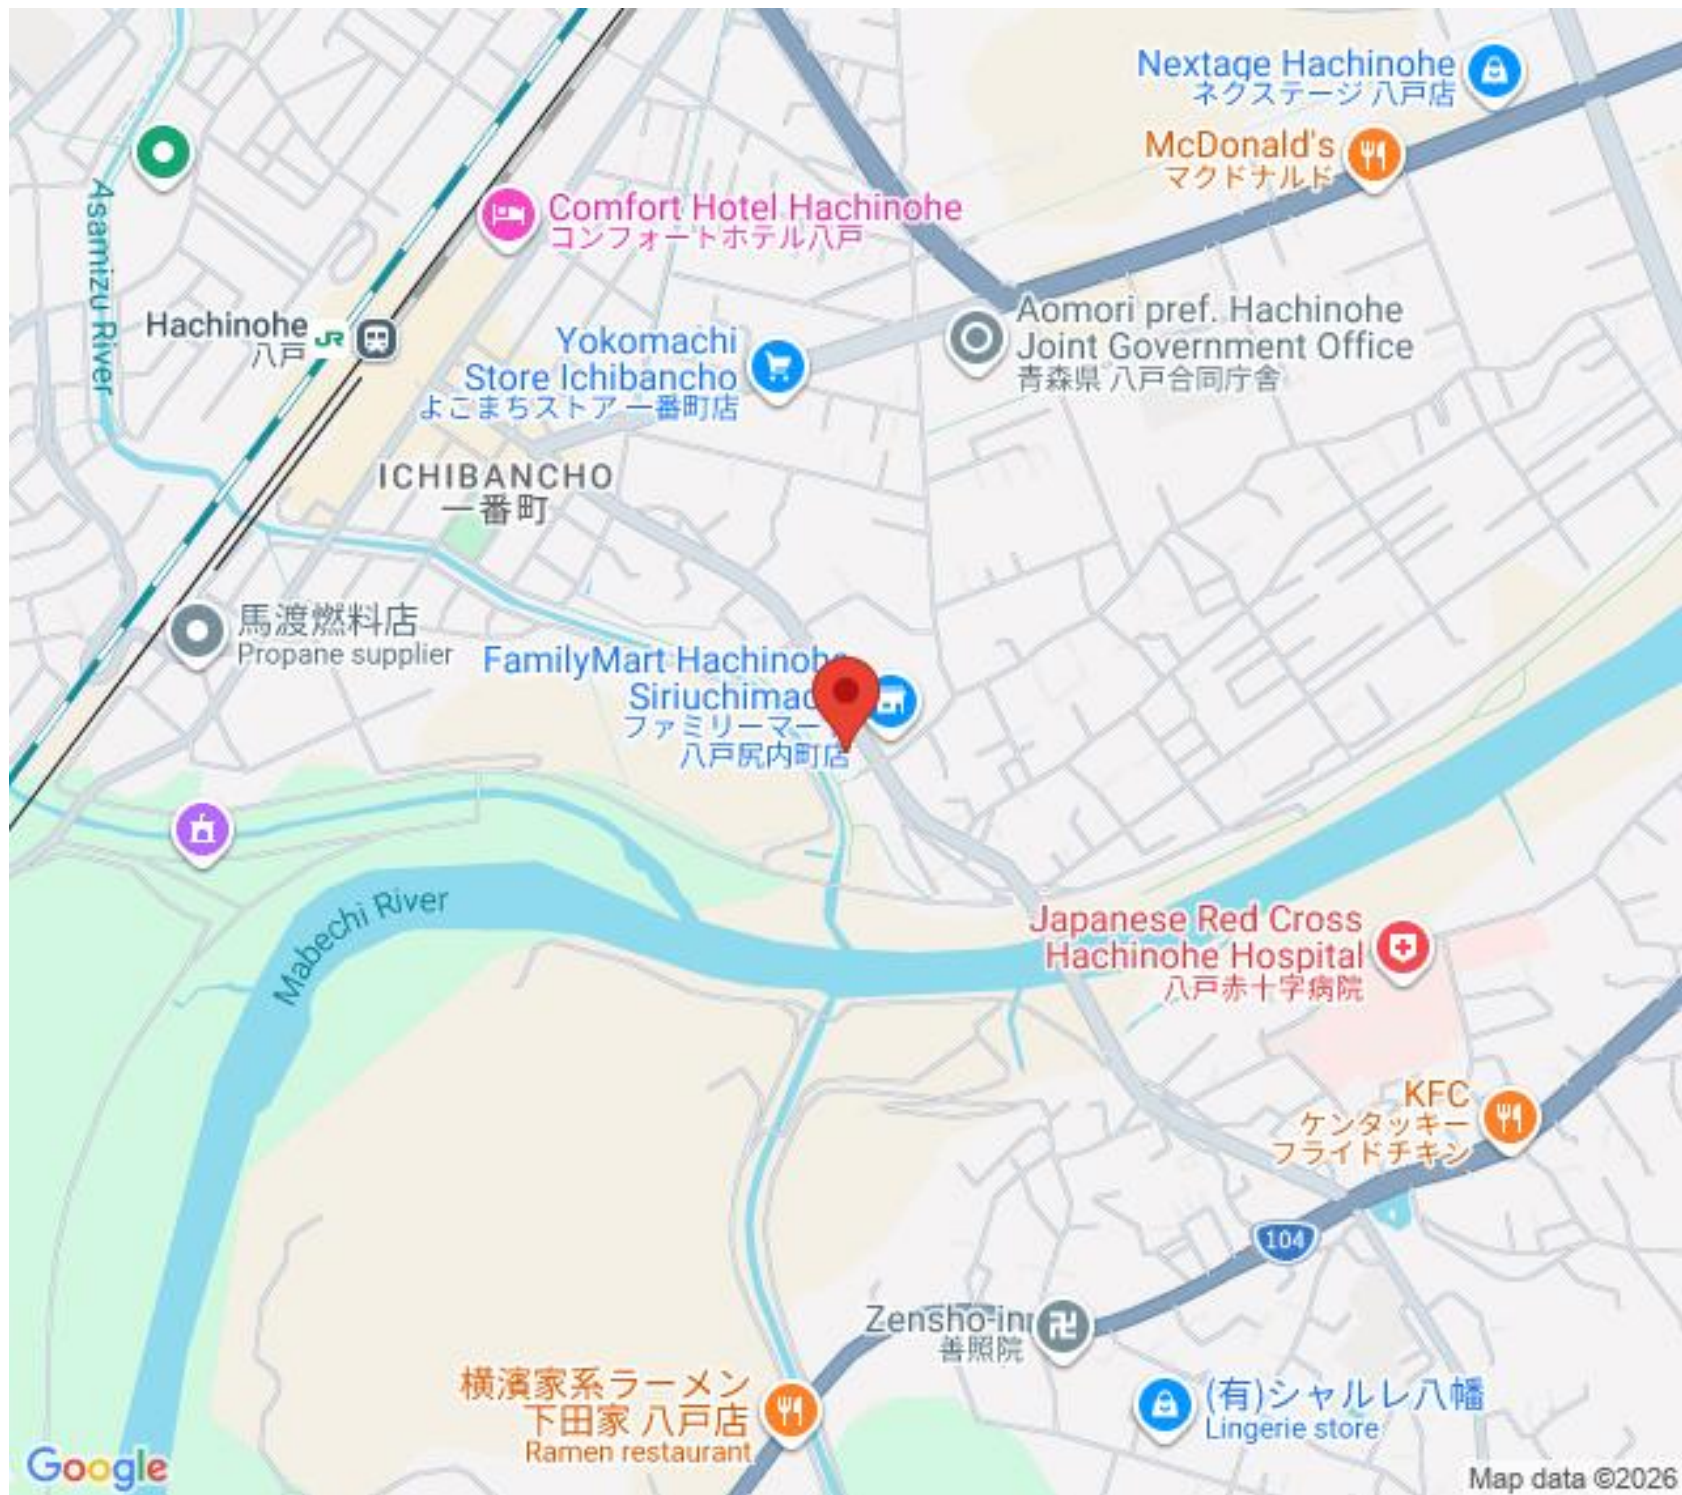 Nextage Hachinohe
ネクステージ 八戸店
McDonald's
マクドナルド
Asamizu River
Comfort Hotel Hachinohe
コンフォートホテル八戸
Hachinohe
JR
八戸
Yokomachi
Store Ichibancho
よこまちストア 一番町店
Aomori pref. Hachinohe
Joint Government Office
青森県 八戸合同庁舎
ICHIBANCHO
一番町
馬渡燃料店
Propane supplier
FamilyMart Hachinohe
Siriuchimac
ファミリーマー
八戸尻内町店
Mabechi River
Japanese Red Cross
Hachinohe Hospital
八戸赤十字病院
KFC
ケンタッキー
フライドチキン
104
Zensho-in
善照院
横濱家系ラーメン
下田家 八戸店
Ramen restaurant
(有)シャルレ八幡
Lingerie store
Google
Map data ©2026